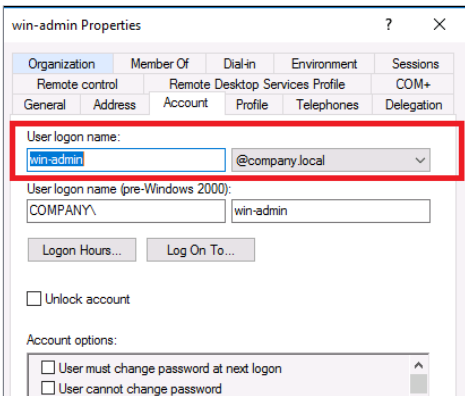 win-admin Properties ? ×
Organization Member Of Dial-in Environment Sessions
Remote control Remote Desktop Services Profile COM+
General Address Account Profile Telephones Delegation
User logon name:
win-admin @company.local
User logon name (pre-Windows 2000):
COMPANY\ win-admin
Logon Hours... Log On To...
Unlock account
Account options:
User must change password at next logon
User cannot change password